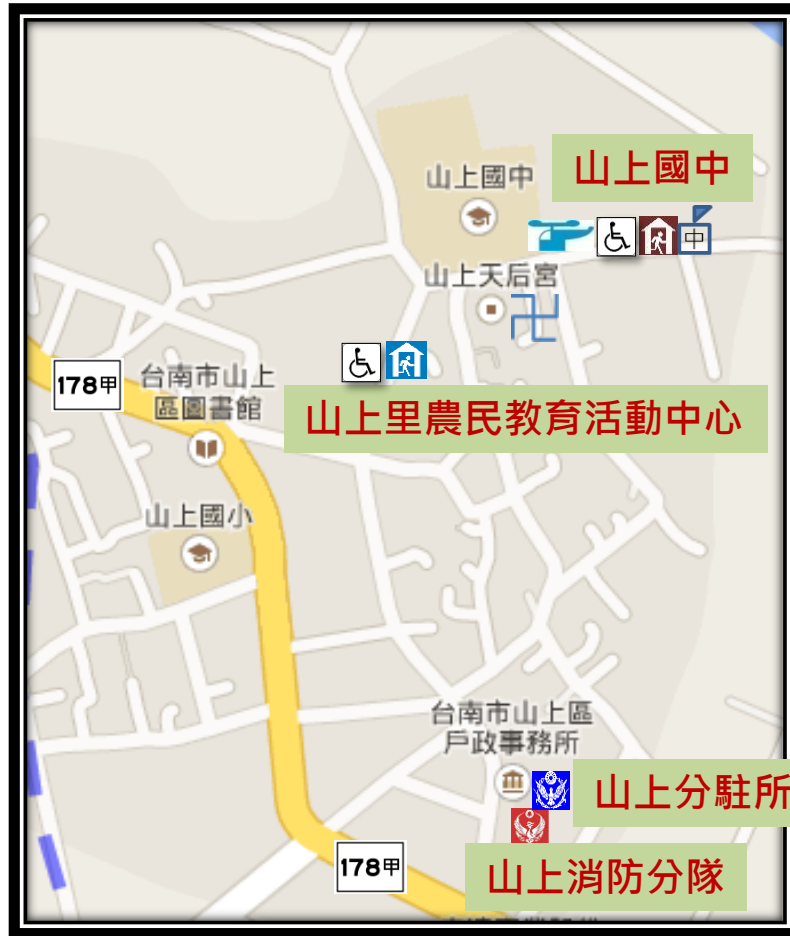 山上國中
山上國中
中
山上天后宮
178甲
台南市山上
區圖書館
山上里農民教育活動中心
山上國小
台南市山上區
戶政事務所
山上分駐所
山上消防分隊
178甲